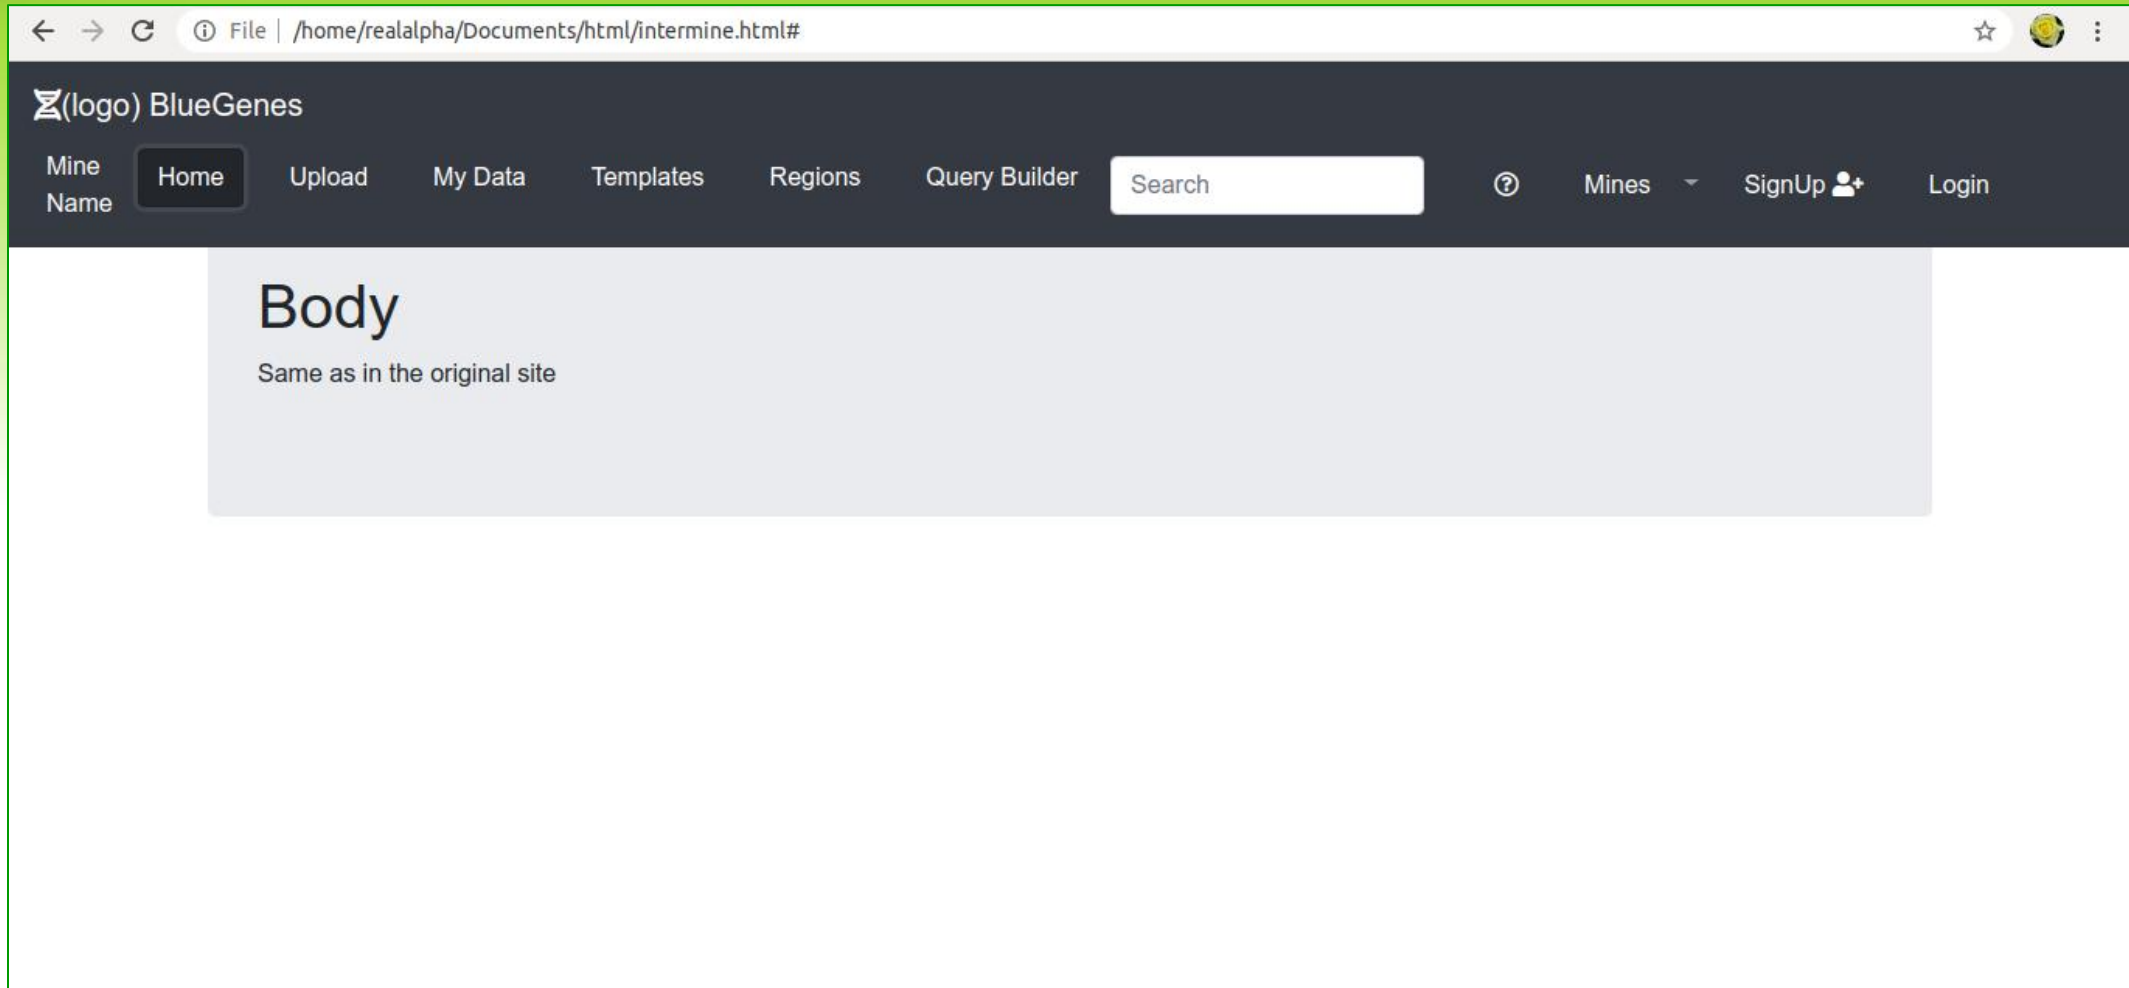 File | /home/realalpha/Documents/html/intermine.html#
(logo) BlueGenes
Mine Name Home Upload My Data Templates Regions Query Builder Search Mines SignUp Login
Body
Same as in the original site